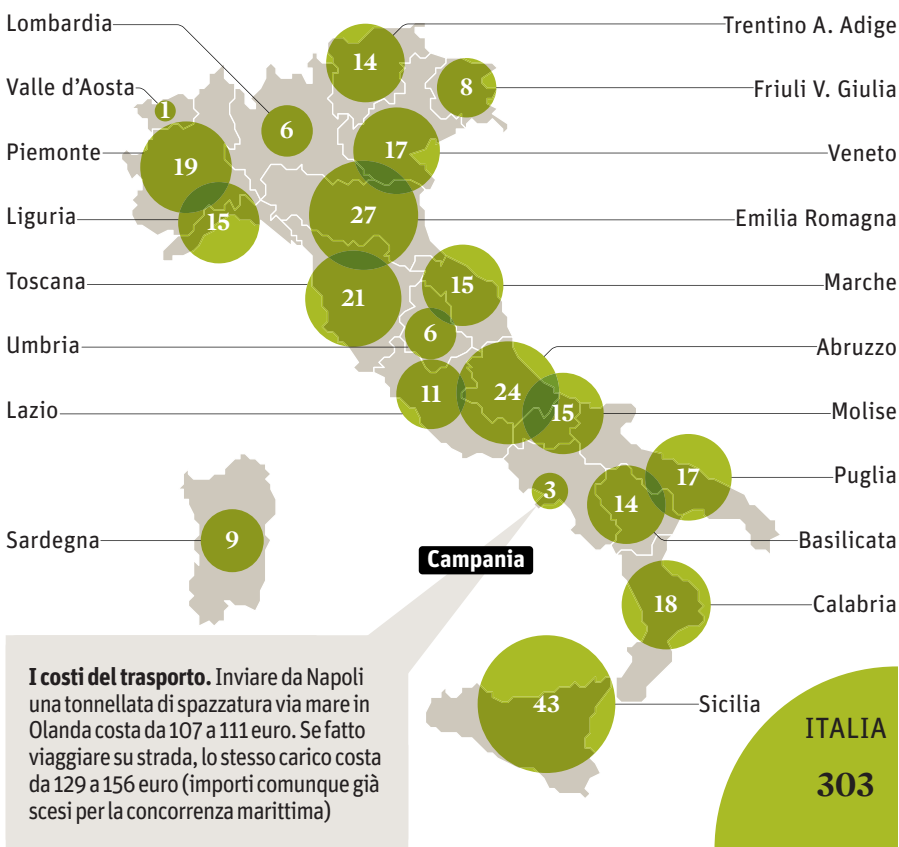 Lombardia
Trentino A. Adige
14
Valle d'Aosta
8
Friuli V. Giulia
1
6
Piemonte
17
Veneto
19
Liguria
15
27
Emilia Romagna
Toscana
21
15
Marche
Umbria
6
Abruzzo
Lazio
11
24
15
Molise
3
14
17
Puglia
Sardegna
9
Campania
Basilicata
18
Calabria
I costi del trasporto. Inviare da Napoli
una tonnellata di spazzatura via mare in
Olanda costa da 107 a 111 euro. Se fatto
viaggiare su strada, lo stesso carico costa
da 129 a 156 euro (importi comunque già
scesi per la concorrenza marittima)
43
Sicilia
ITALIA
303